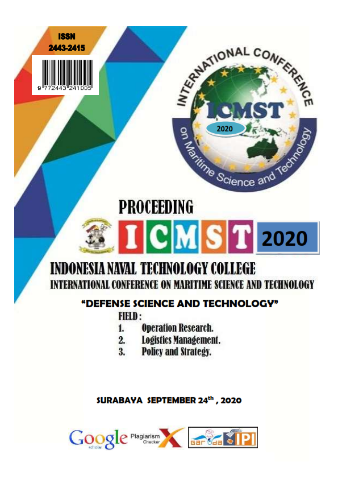 ISSN
2443-2415
9 772443 241005
INTERNATIONAL CONFERENCE
ICMST
2020
on Maritime Science and Technology
PROCEEDING
ICMST 2020
INDONESIA NAVAL TECHNOLOGY COLLEGE
INTERNATIONAL CONFERENCE ON MARITIME SCIENCE AND TECHNOLOGY
"DEFENSE SCIENCE AND TECHNOLOGY"
FIELD :
1. Operation Research.
2. Logistics Management.
3. Policy and Strategy.
SURABAYA SEPTEMBER 24th , 2020
Google Plagiarism
Checker X
IPI